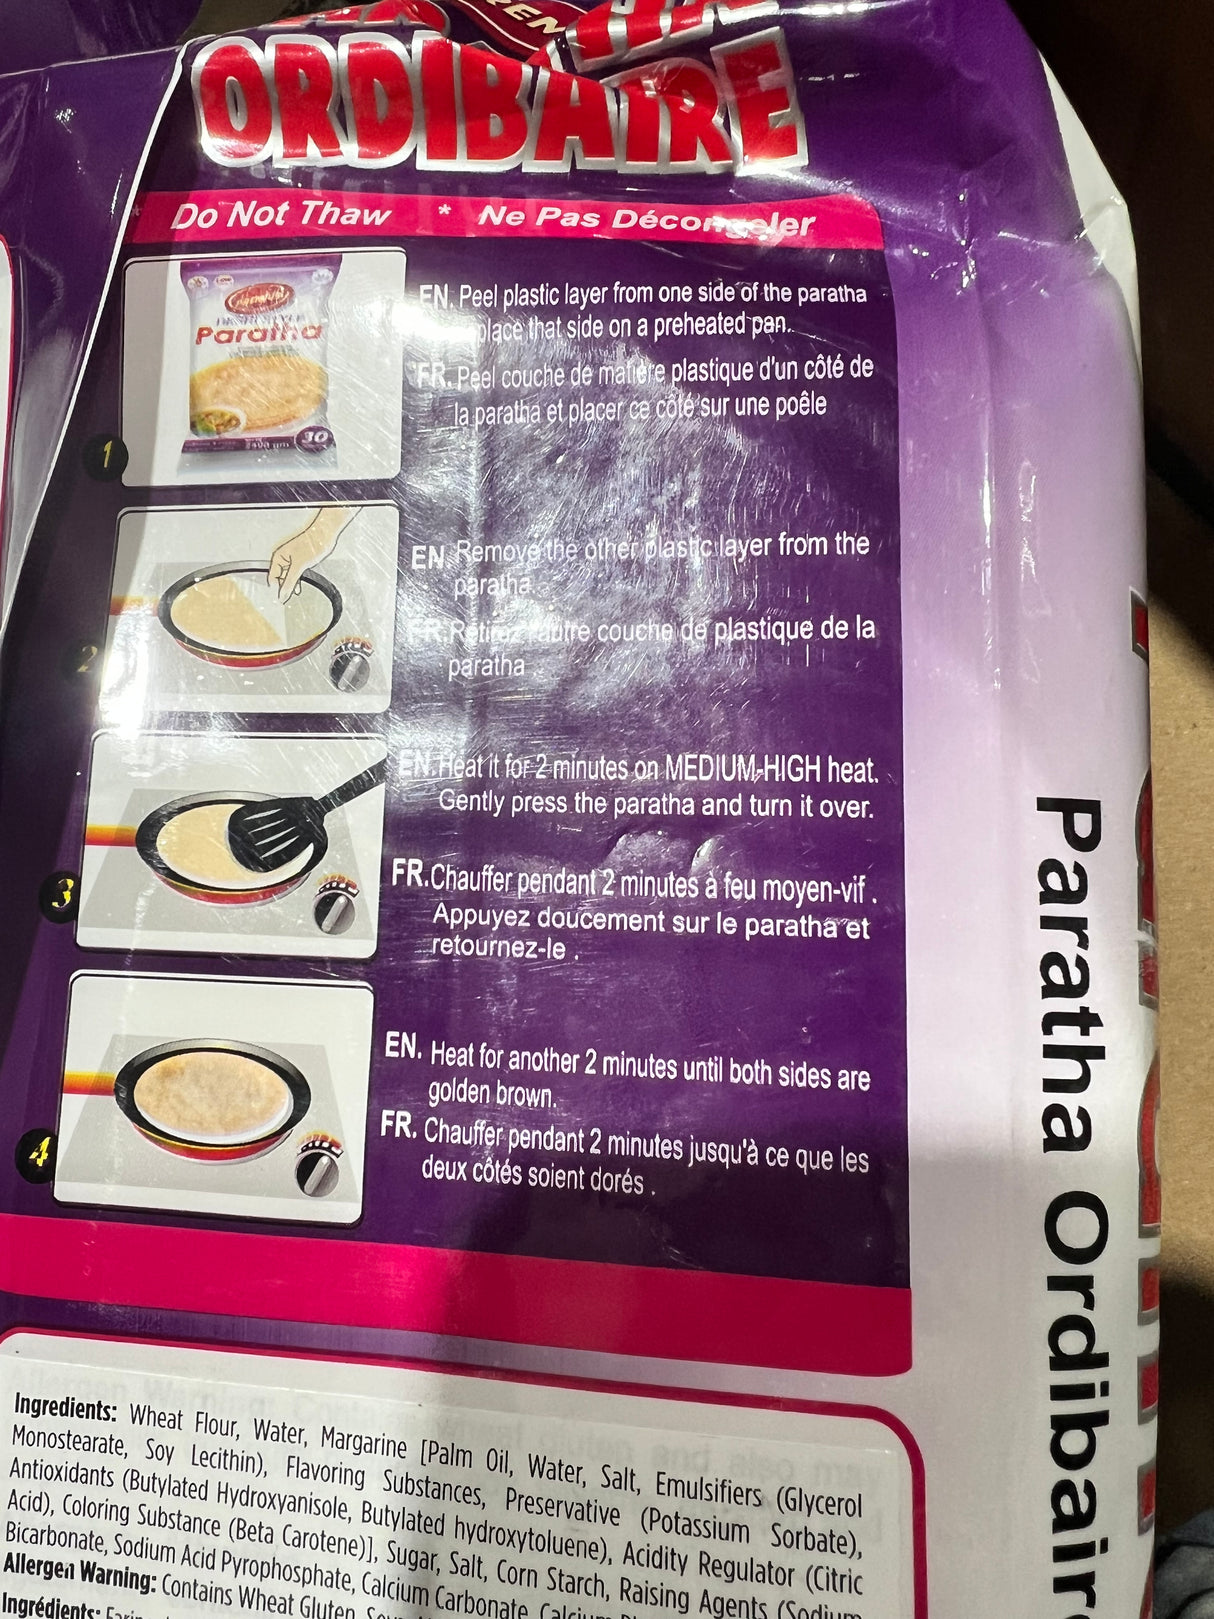 ORDIBAIRE
Do Not Thaw * Ne Pas Décongeler
Paratha
30
1
EN. Peel plastic layer from one side of the paratha
place that side on a preheated pan..
FR. Peel couche de matière plastique d'un côté de
la paratha et placer ce côté sur une poêle
2
EN. Remove the other plastic layer from the
paratha.
FR. Retirez l'autre couche de plastique de la
paratha
3
EN. Heat it for 2 minutes on MEDIUM-HIGH heat.
Gently press the paratha and turn it over.
FR. Chauffer pendant 2 minutes à feu moyen-vif .
Appuyez doucement sur le paratha et
retournez-le .
4
EN. Heat for another 2 minutes until both sides are
golden brown.
FR. Chauffer pendant 2 minutes jusqu'à ce que les
deux côtés soient dorés .
Ingredients: Wheat Flour, Water, Margarine [Palm Oil, Water, Salt, Emulsifiers (Glycerol
Monostearate, Soy Lecithin), Flavoring Substances, Preservative (Potassium Sorbate),
Antioxidants (Butylated Hydroxyanisole, Butylated hydroxytoluene), Acidity Regulator (Citric
Acid), Coloring Substance (Beta Carotene)], Sugar, Salt, Corn Starch, Raising Agents (Sodium
Bicarbonate, Sodium Acid Pyrophosphate, Calcium Carbonate
Allergen Warning: Contains Wheat Gluten
Ingrédients:
Paratha Ordibair